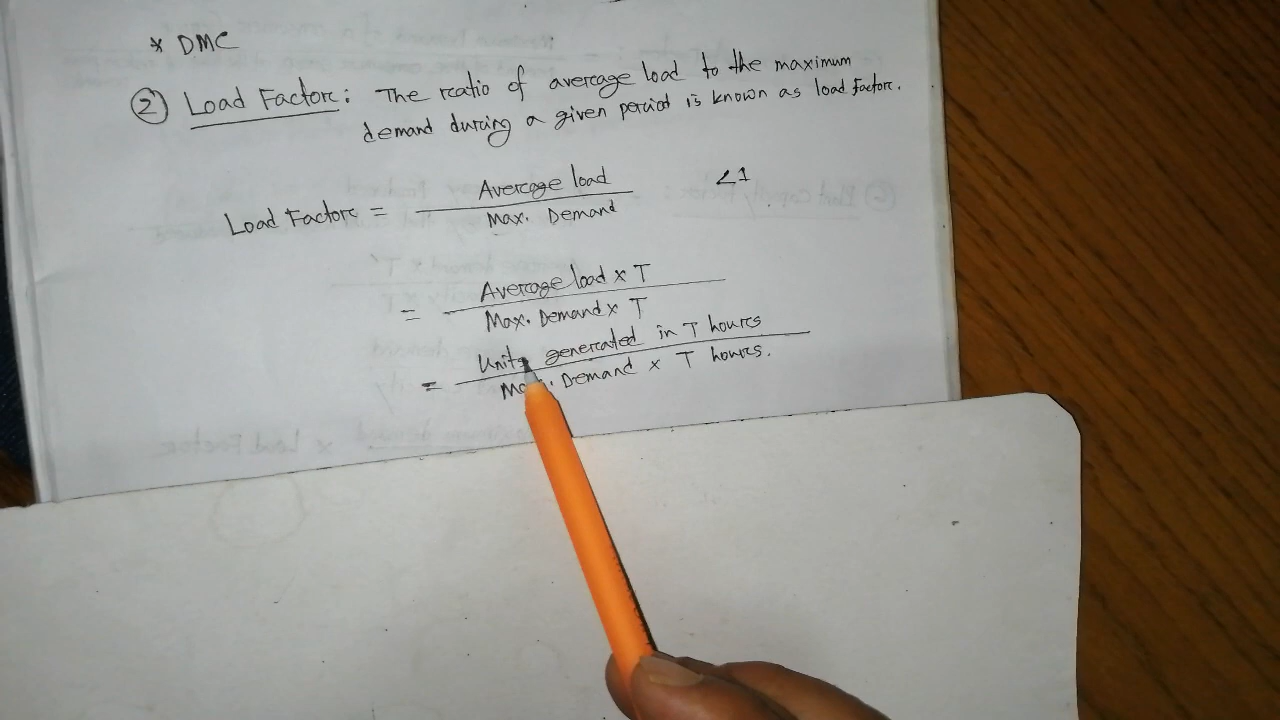 * DMC
② Load Factor: The ratio of average load to the maximum
demand during a given period is known as load factor.
Load Factor = Average load / Max. Demand <1
= Average load x T / Max. Demand x T
= Units generated in T hours / Max. Demand x T hours.